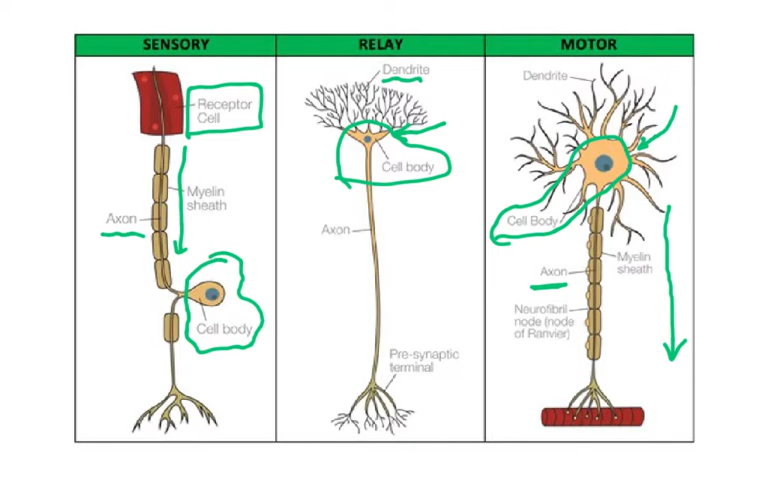 SENSORY
RELAY
MOTOR
Receptor
Cell
Myelin
sheath
Axon
Cell body
Dendrite
Cell body
Axon
Pre-synaptic
terminal
Dendrite
Cell Body
Myelin
sheath
Axon
Neurofibril
node (node
of Ranvier)